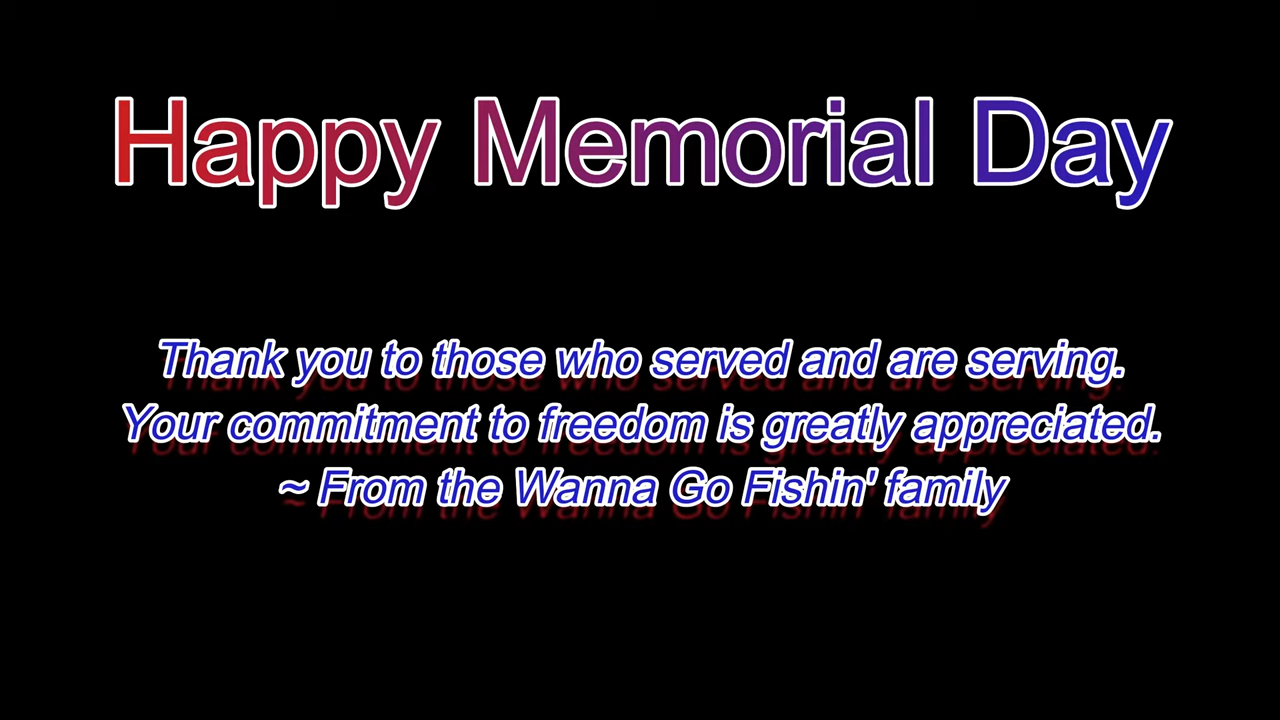 Happy Memorial Day
Thank you to those who served and are serving.
Your commitment to freedom is greatly appreciated.
~ From the Wanna Go Fishin' family